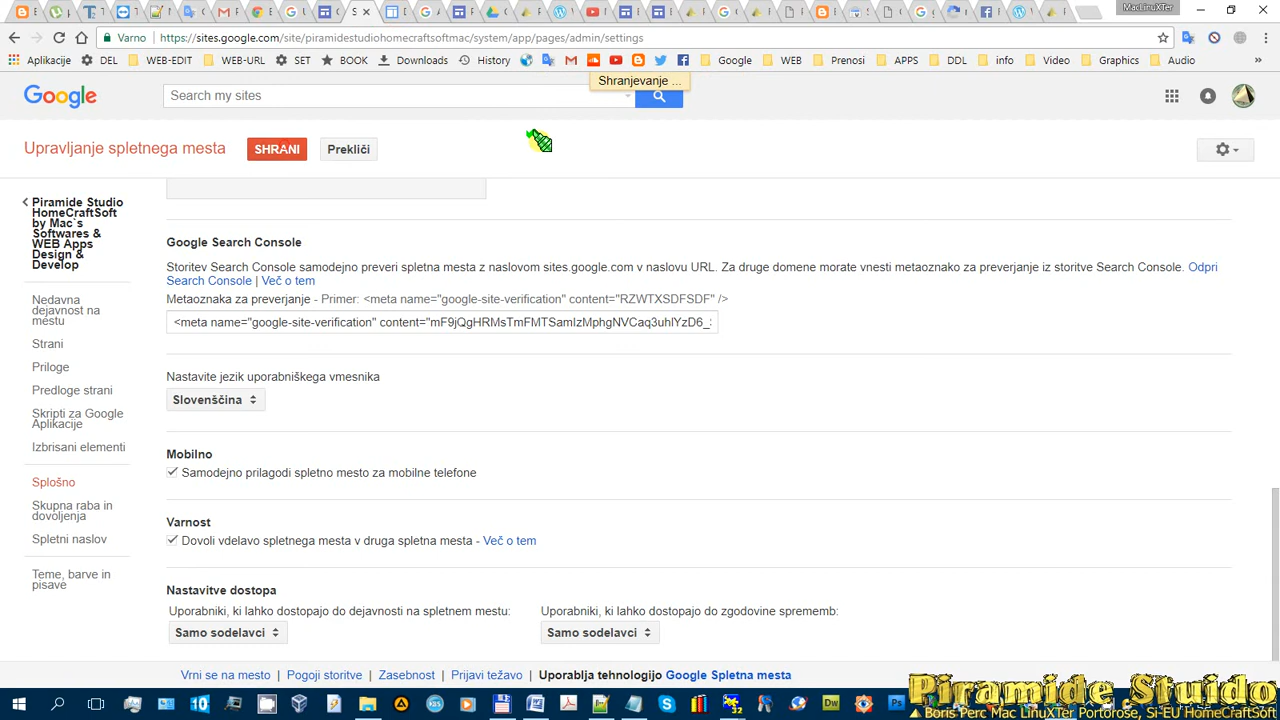 MacLinuXTer
Varno | https://sites.google.com/site/piramidestudiohomecraftsoftmac/system/app/pages/admin/settings
Aplikacije DEL WEB-EDIT WEB-URL SET BOOK Downloads History Google WEB Prenosi APPS DDL info Video Graphics Audio »
Shranjevanje ...
Google Search my sites
Upravljanje spletnega mesta SHRANI Prekliči
Piramide Studio
HomeCraftSoft
by Mac`s
Softwares &
WEB Apps
Design &
Develop
Nedavna
dejavnost na
mestu
Strani
Priloge
Predloge strani
Skripti za Google
Aplikacije
Izbrisani elementi
Splošno
Skupna raba in
dovoljenja
Spletni naslov
Teme, barve in
pisave
Google Search Console
Storitev Search Console samodejno preveri spletna mesta z naslovom sites.google.com v naslovu URL. Za druge domene morate vnesti metaoznako za preverjanje iz storitve Search Console. Odpri
Search Console | Več o tem
Metaoznaka za preverjanje - Primer: <meta name="google-site-verification" content="RZWTXSDFSDF" />
<meta name="google-site-verification" content="mF9jQgHRMsTmFMTSamIzMphgNVCaq3uhlYzD6_
Nastavite jezik uporabniškega vmesnika
Slovenščina
Mobilno
Samodejno prilagodi spletno mesto za mobilne telefone
Varnost
Dovoli vdelavo spletnega mesta v druga spletna mesta - Več o tem
Nastavitve dostopa
Uporabniki, ki lahko dostopajo do dejavnosti na spletnem mestu: Uporabniki, ki lahko dostopajo do zgodovine sprememb:
Samo sodelavci Samo sodelavci
Vrni se na mesto | Pogoji storitve | Zasebnost | Prijavi težavo | Uporablja tehnologijo Google Spletna mesta
Piramide Stuido
▲ Boris Perc Mac LinuXTer Portorose, Si-EU HomeCraftSoft